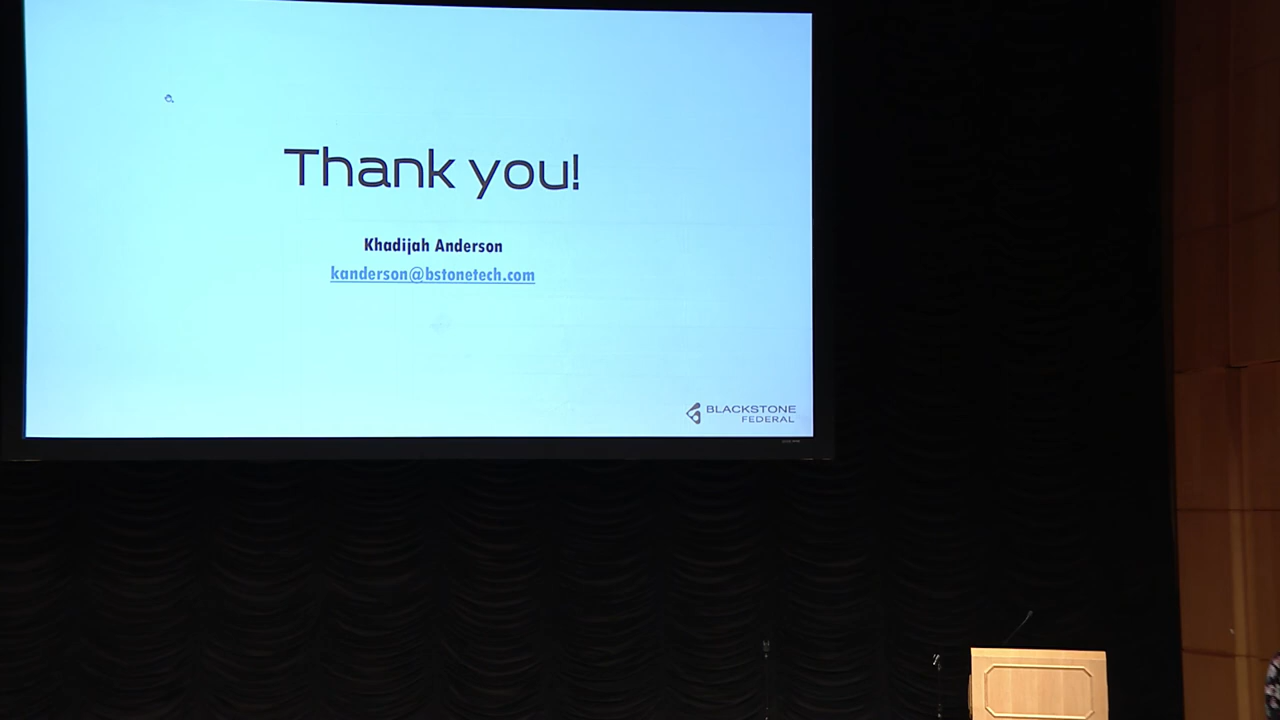 Thank you!
Khadijah Anderson
kanderson@bstonetech.com
BLACKSTONE
FEDERAL